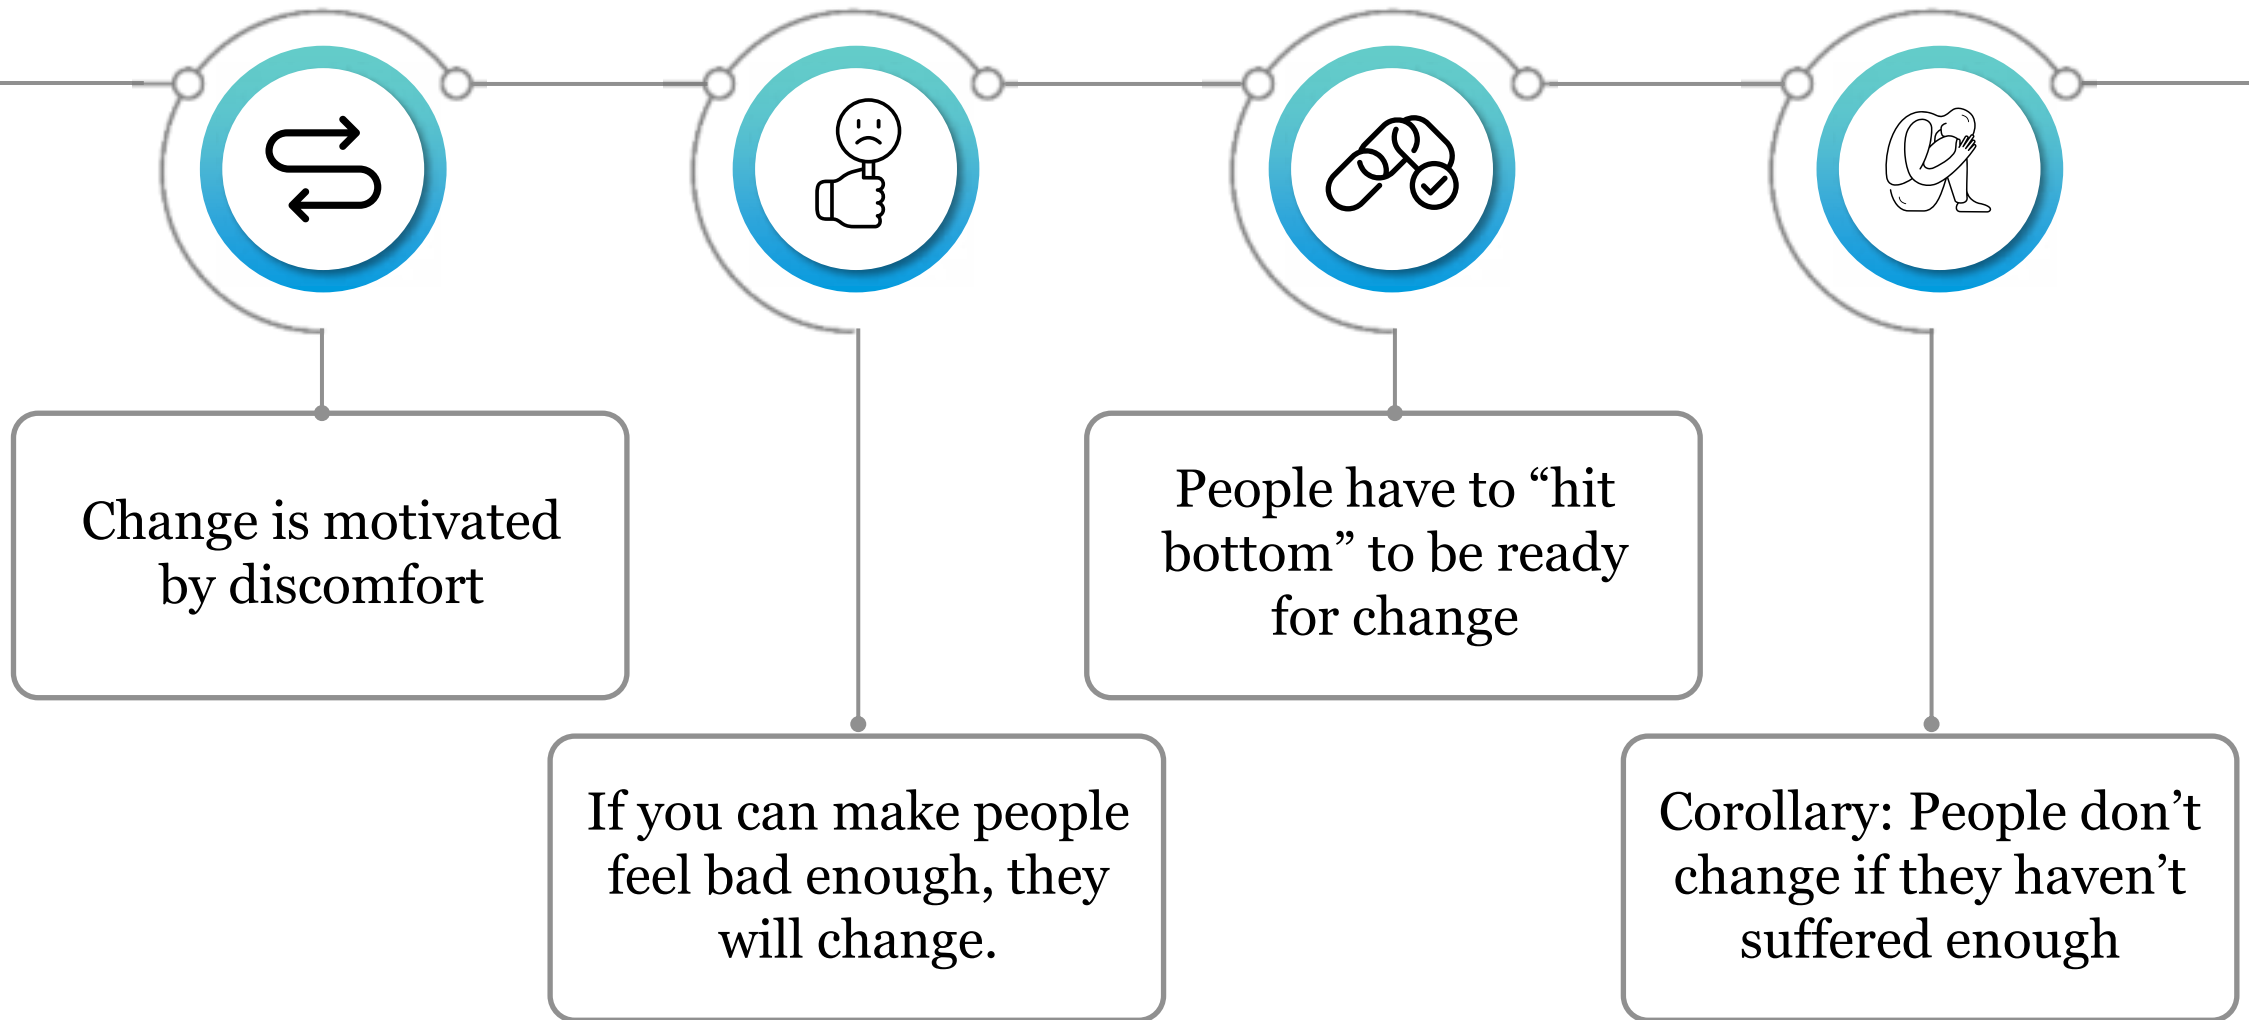 Change is motivated
by discomfort
If you can make people
feel bad enough, they
will change.
People have to “hit
bottom” to be ready
for change
Corollary: People don’t
change if they haven’t
suffered enough